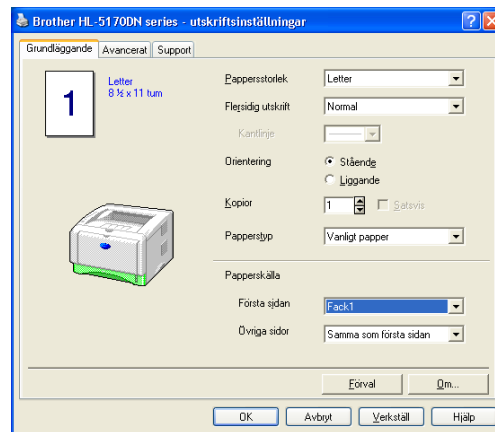 Brother HL-5170DN series - utskriftsinställningar
Grundläggande Avancerat Support
1
Letter
8 ½ x 11 tum
Pappersstorlek Letter
Flersidig utskrift Normal
Kantlinje
Orientering Stående
Liggande
Kopior 1 Satsvis
Papperstyp Vanligt papper
Papperskälla
Första sidan Fack1
Övriga sidor Samma som första sidan
Förval Om...
OK Avbryt Verkställ Hjälp